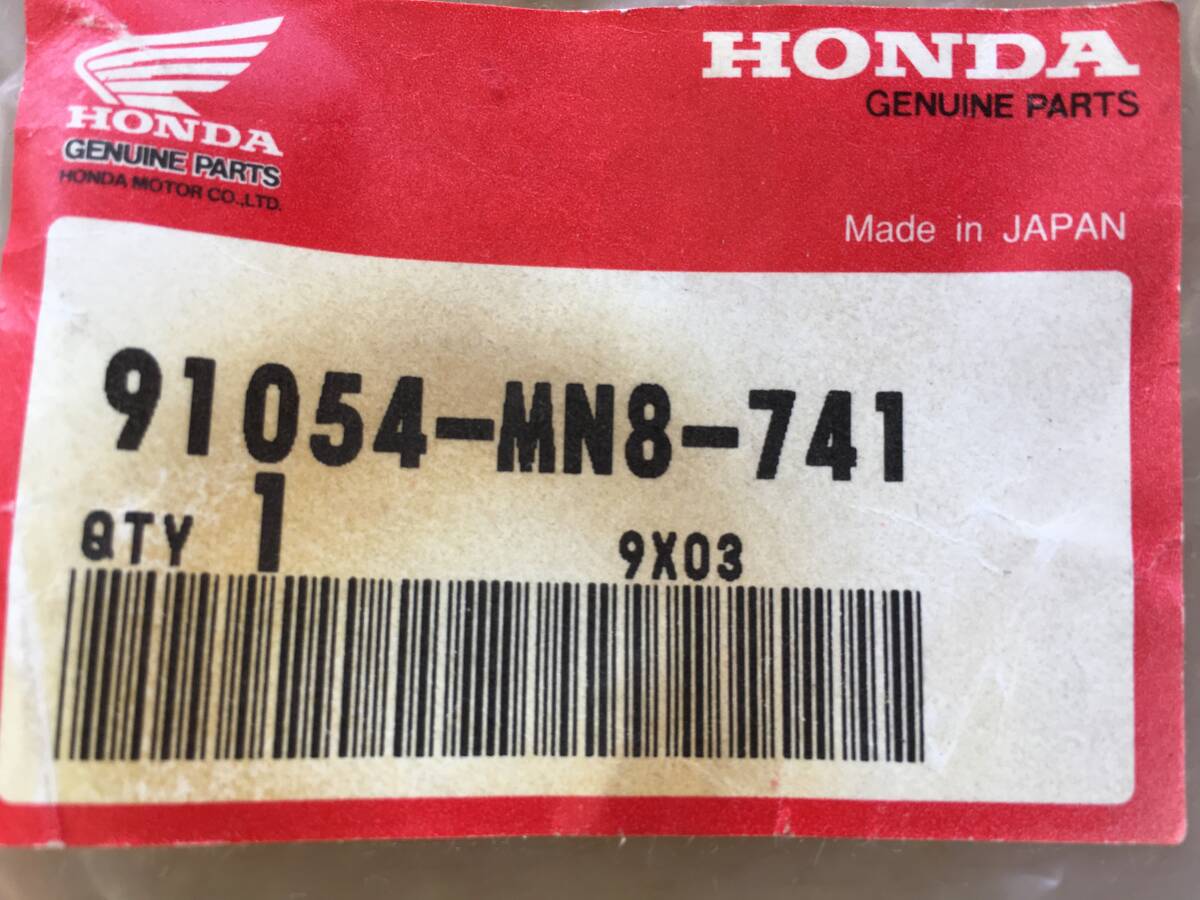 HONDA
GENUINE PARTS
HONDA MOTOR CO.,LTD.
HONDA
GENUINE PARTS
Made in JAPAN
91054-MN8-741
QTY 1 9X03